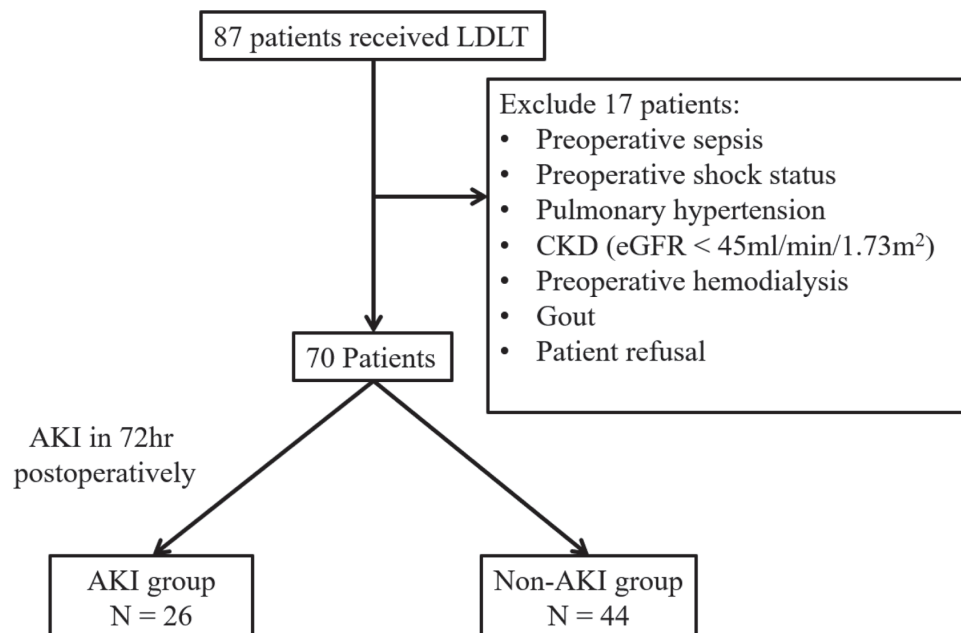 87 patients received LDLT
Exclude 17 patients:
• Preoperative sepsis
• Preoperative shock status
• Pulmonary hypertension
• CKD (eGFR < 45ml/min/1.73m²)
• Preoperative hemodialysis
• Gout
• Patient refusal
70 Patients
AKI in 72hr
postoperatively
AKI group
N = 26
Non-AKI group
N = 44